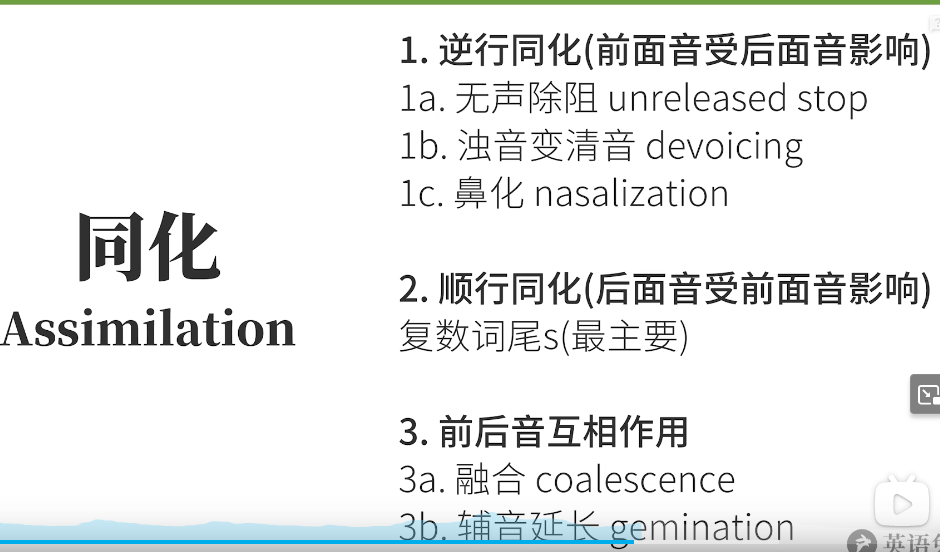 同化
Assimilation
1. 逆行同化(前面音受后面音影响)
1a. 无声除阻 unreleased stop
1b. 浊音变清音 devoicing
1c. 鼻化 nasalization
2. 顺行同化(后面音受前面音影响)
复数词尾s(最主要)
3. 前后音互相作用
3a. 融合 coalescence
3b. 辅音延长 gemination
英语